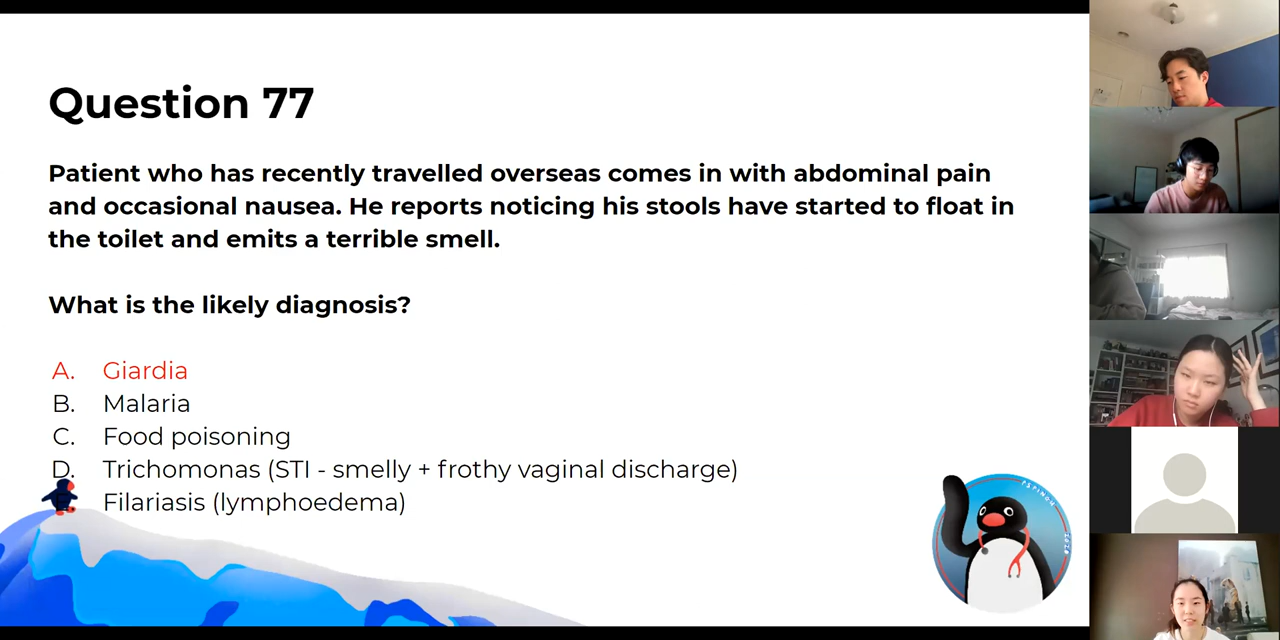 Question 77
Patient who has recently travelled overseas comes in with abdominal pain
and occasional nausea. He reports noticing his stools have started to float in
the toilet and emits a terrible smell.
What is the likely diagnosis?
A. Giardia
B. Malaria
C. Food poisoning
D. Trichomonas (STI - smelly + frothy vaginal discharge)
Filariasis (lymphoedema)